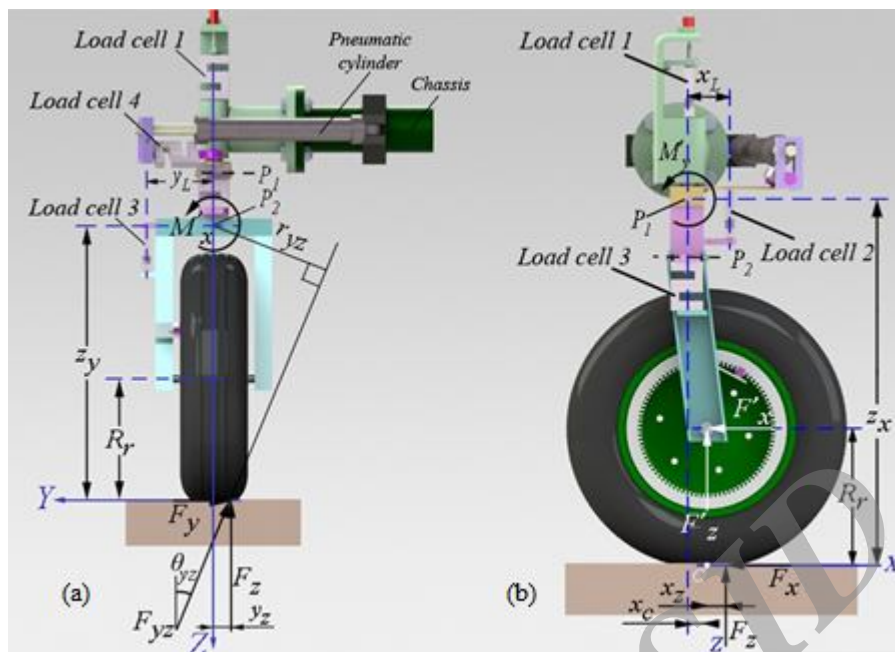 Load cell 1
Pneumatic
cylinder
Chassis
Load cell 4
y_L
P_1
P_2
Load cell 3
M_x
r_yz
z_y
R_r
Y
F_y
θ_yz
F_z
F_yz
y_z
Z
(a)
Load cell 1
x_L
P_1
P_2
Load cell 2
Load cell 3
z_x
F'_x
F'_z
R_r
x
F_x
x_z
x_c
z
F_z
(b)